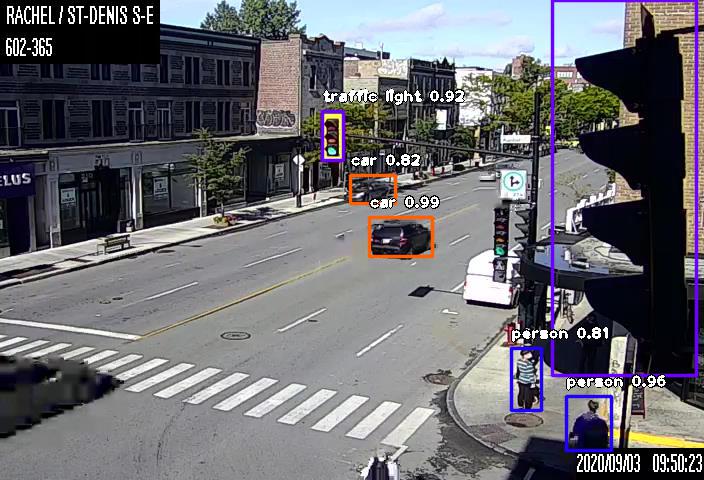 RACHEL / ST-DENIS S-E
602-365
traffic light 0.92
car 0.82
car 0.99
ELUS
person 0.81
person 0.96
2020/09/03 09:50:23